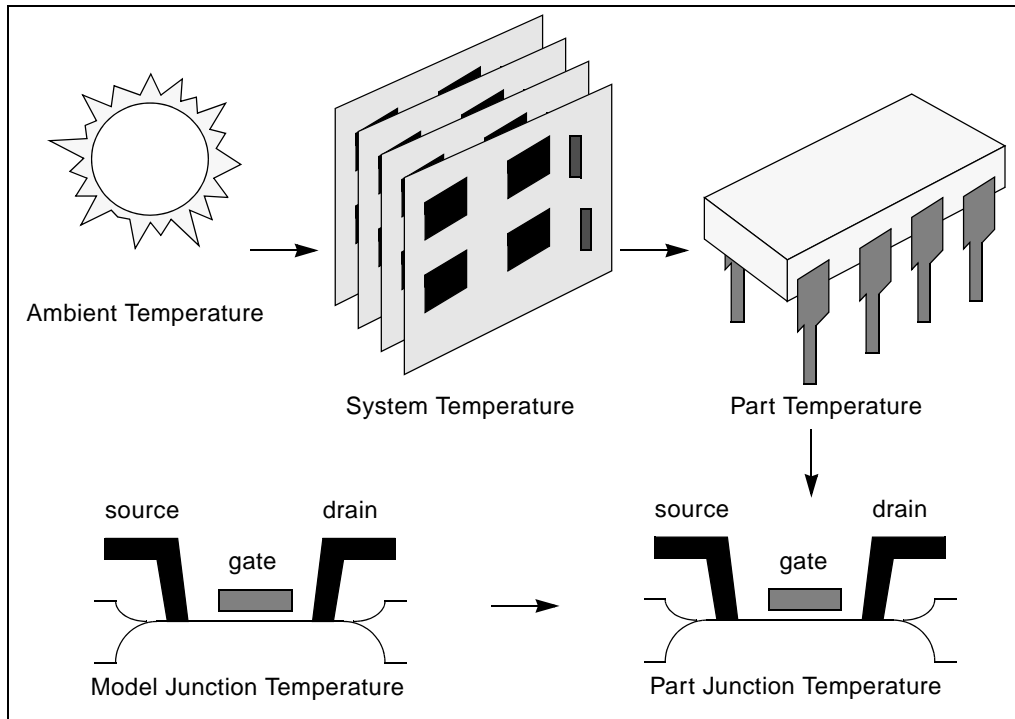 Ambient Temperature
System Temperature
Part Temperature
source
drain
gate
Model Junction Temperature
source
drain
gate
Part Junction Temperature